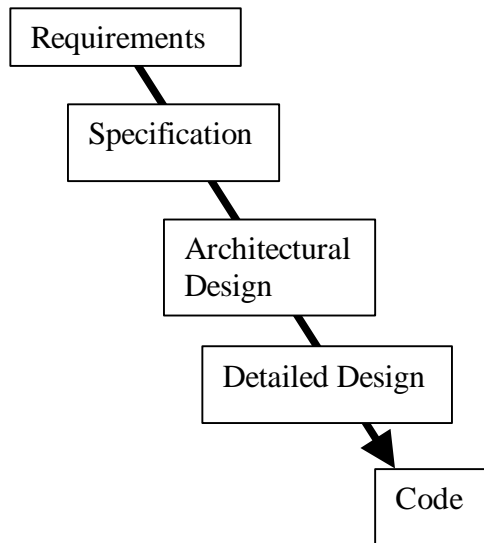 Requirements
Specification
Architectural
Design
Detailed Design
Code